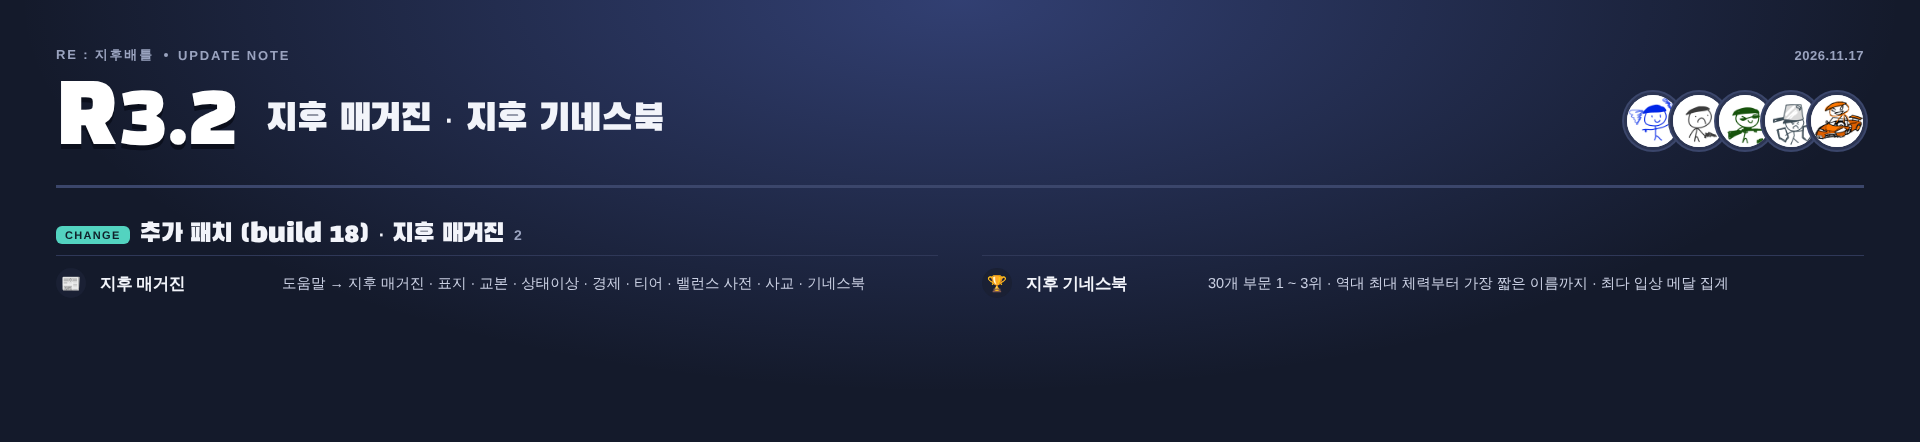 RE : 지후배틀 • UPDATE NOTE
2026.11.17
R3.2 지후 매거진 · 지후 기네스북
CHANGE 추가 패치 (build 18) · 지후 매거진 2
지후 매거진 도움말 → 지후 매거진 · 표지 · 교본 · 상태이상 · 경제 · 티어 · 밸런스 사전 · 사교 · 기네스북
지후 기네스북 30개 부문 1 ~ 3위 · 역대 최대 체력부터 가장 짧은 이름까지 · 최다 입상 메달 집계